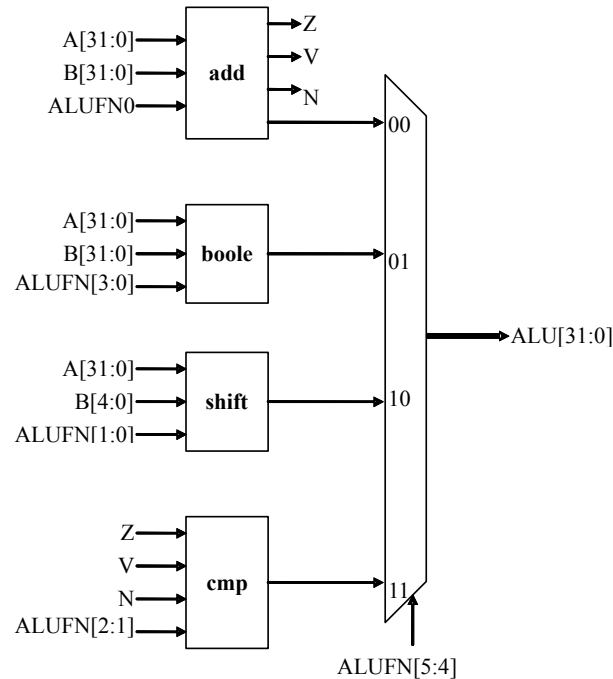 A[31:0]
B[31:0]
ALUFN0
add
Z
V
N
00
A[31:0]
B[31:0]
ALUFN[3:0]
boole
01
ALU[31:0]
A[31:0]
B[4:0]
ALUFN[1:0]
shift
10
Z
V
N
ALUFN[2:1]
cmp
11
ALUFN[5:4]